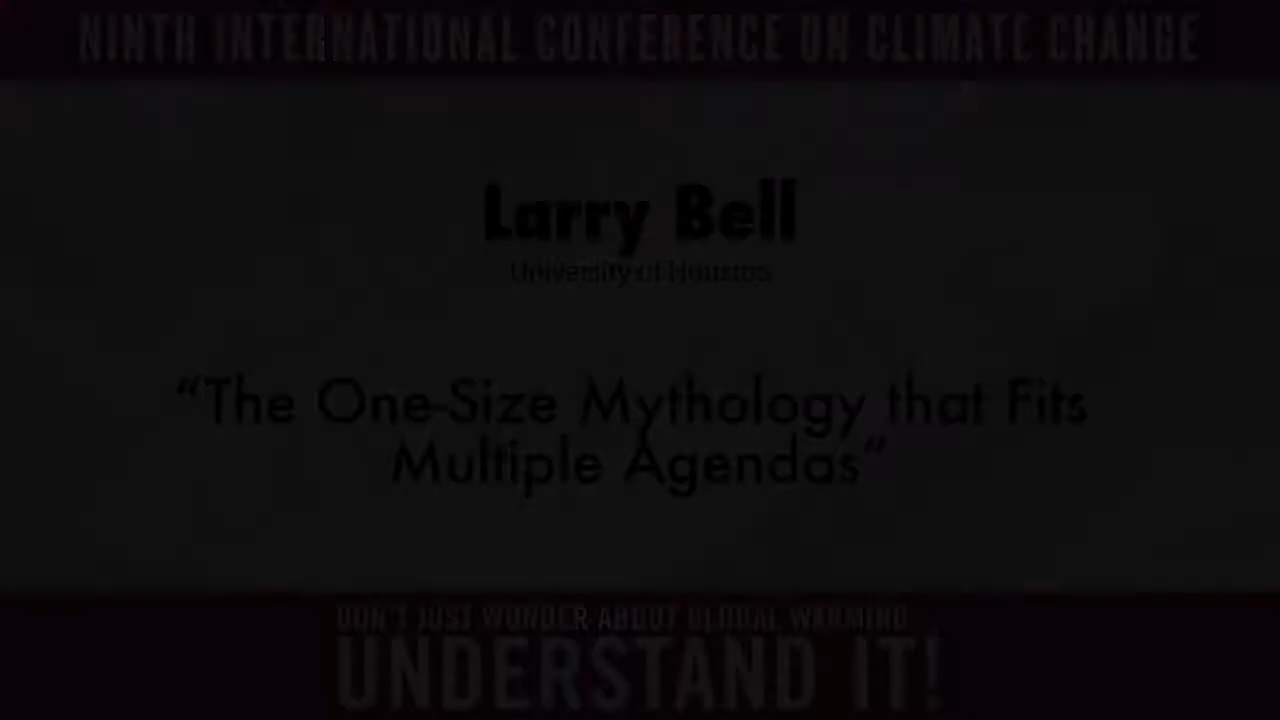 NINTH INTERNATIONAL CONFERENCE ON CLIMATE CHANGE
Larry Bell
University of Houston
“The One-Size Mythology that Fits
Multiple Agendas“
DON'T JUST WONDER ABOUT GLOBAL WARMING
UNDERSTAND IT!